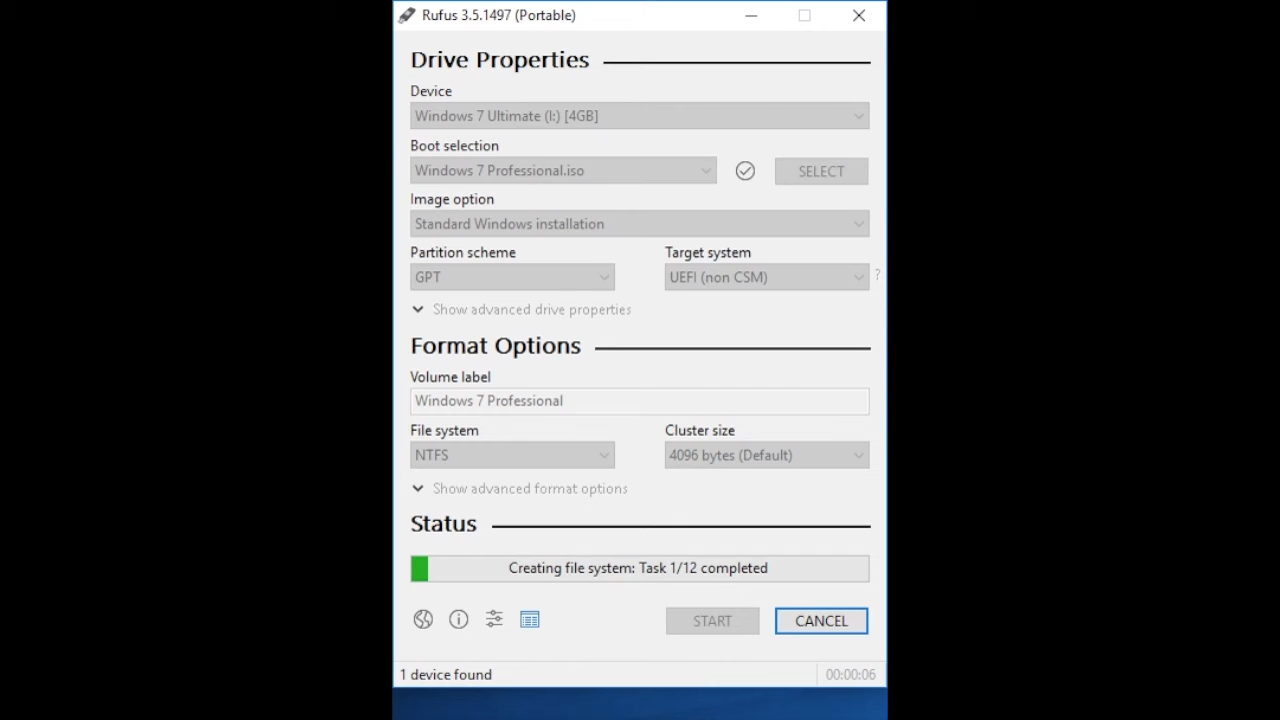 Rufus 3.5.1497 (Portable)
Drive Properties
Device
Windows 7 Ultimate (I:) [4GB]
Boot selection
Windows 7 Professional.iso
SELECT
Image option
Standard Windows installation
Partition scheme
Target system
GPT
UEFI (non CSM)
?
Show advanced drive properties
Format Options
Volume label
Windows 7 Professional
File system
Cluster size
NTFS
4096 bytes (Default)
Show advanced format options
Status
Creating file system: Task 1/12 completed
START
CANCEL
1 device found
00:00:06